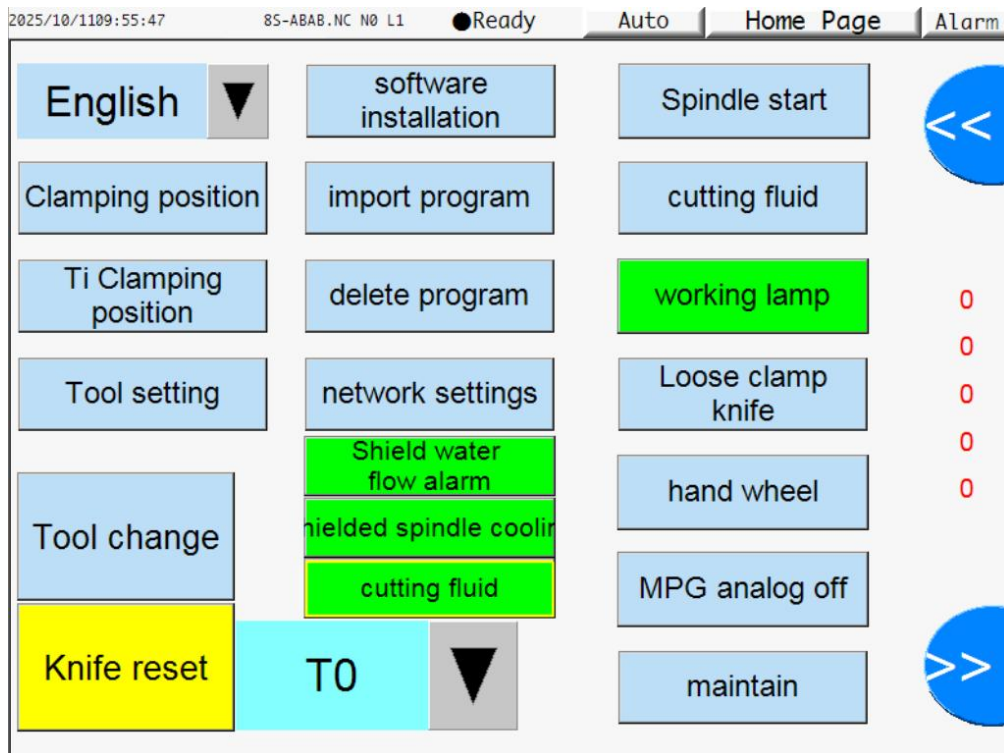 2025/10/1109:55:47 8S-ABAB.NC N0 L1 ●Ready Auto Home Page Alarm
English ▼
software
installation
Spindle start
<<
Clamping position
import program
cutting fluid
Ti Clamping
position
delete program
working lamp
0
0
0
0
0
Tool setting
network settings
Loose clamp
knife
Shield water
flow alarm
hielded spindle coolin
cutting fluid
hand wheel
Tool change
MPG analog off
Knife reset
T0 ▼
maintain
>>